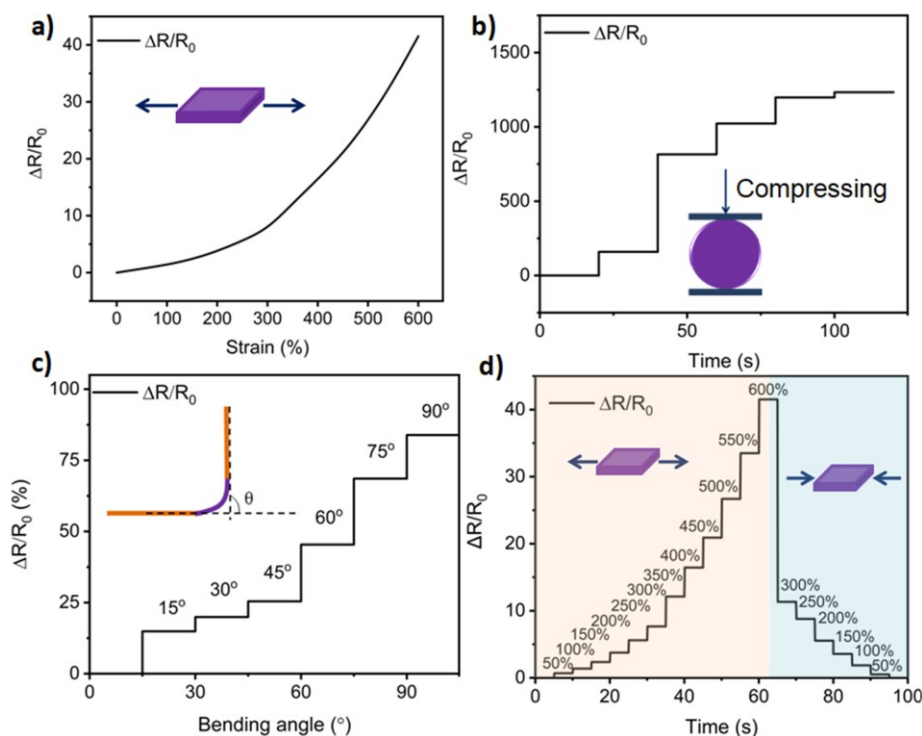 a)
40
30
20
10
0
ΔR/R0
ΔR/R0
0 100 200 300 400 500 600
Strain (%)
b)
1500
1250
1000
750
500
250
0
ΔR/R0
ΔR/R0
Compressing
0 50 100
Time (s)
c)
100
75
50
25
0
ΔR/R0 (%)
ΔR/R0
θ
15°
30°
45°
60°
75°
90°
0 30 60 90
Bending angle (°)
d)
40
30
20
10
0
ΔR/R0
ΔR/R0
50%
100%
150%
200%
250%
300%
350%
400%
450%
500%
550%
600%
300%
250%
200%
150%
100%
50%
0 20 40 60 80 100
Time (s)